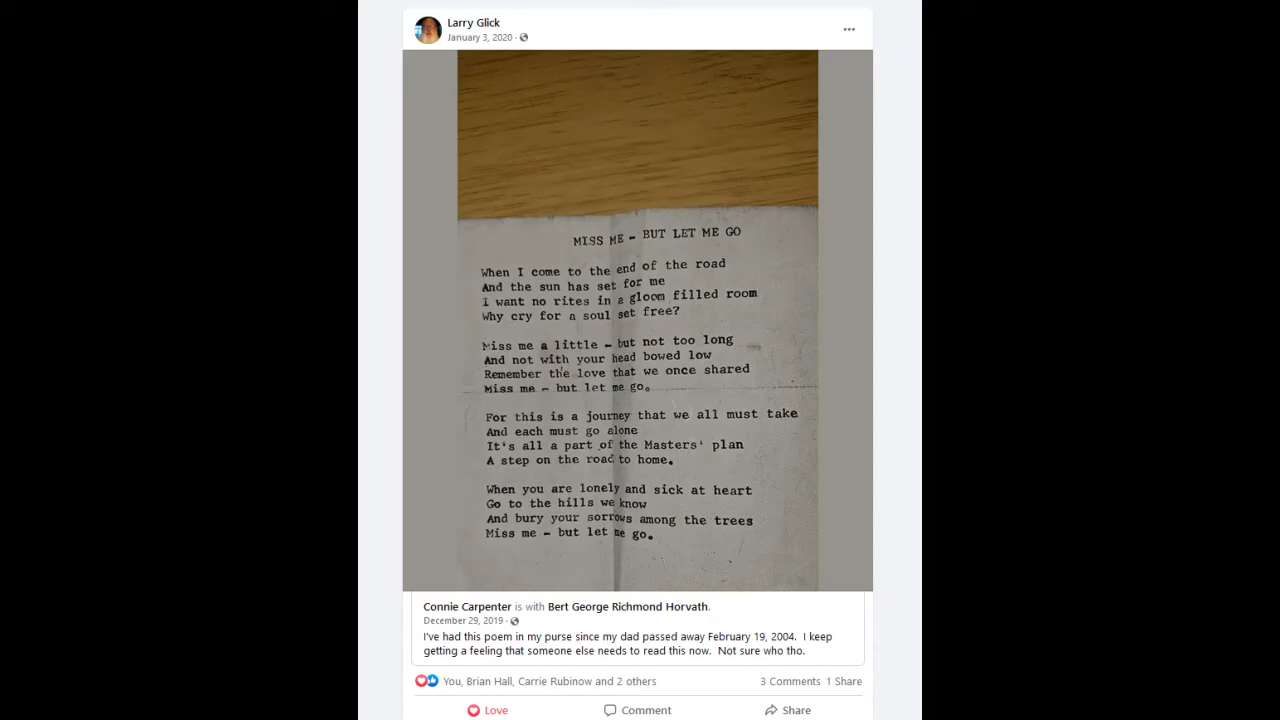 Larry Glick
January 3, 2020 ·
MISS ME - BUT LET ME GO
When I come to the end of the road
And the sun has set for me
I want no rites in a gloom filled room
Why cry for a soul set free?
Miss me a little - but not too long
And not with your head bowed low
Remember the love that we once shared
Miss me - but let me go.
For this is a journey that we all must take
And each must go alone
It's all a part of the Masters' plan
A step on the road to home.
When you are lonely and sick at heart
Go to the hills we know
And bury your sorrows among the trees
Miss me - but let me go.
Connie Carpenter is with Bert George Richmond Horvath.
December 29, 2019 ·
I've had this poem in my purse since my dad passed away February 19, 2004. I keep
getting a feeling that someone else needs to read this now. Not sure who tho.
You, Brian Hall, Carrie Rubinow and 2 others 3 Comments 1 Share
Love Comment Share